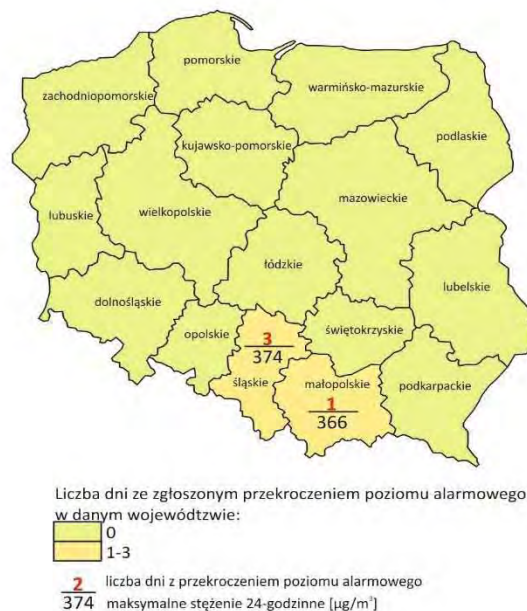 pomorskie
zachodniopomorskie
warmińsko-mazurskie
podlaskie
kujawsko-pomorskie
mazowieckie
lubuskie
wielkopolskie
łódzkie
lubelskie
dolnośląskie
opolskie
świętokrzyskie
3
374
śląskie
małopolskie
podkarpackie
1
366
Liczba dni ze zgłoszonym przekroczeniem poziomu alarmowego
w danym wojewódtzwie:
0
1-3
2 liczba dni z przekroczeniem poziomu alarmowego
374 maksymalne stężenie 24-godzinne [µg/m³]